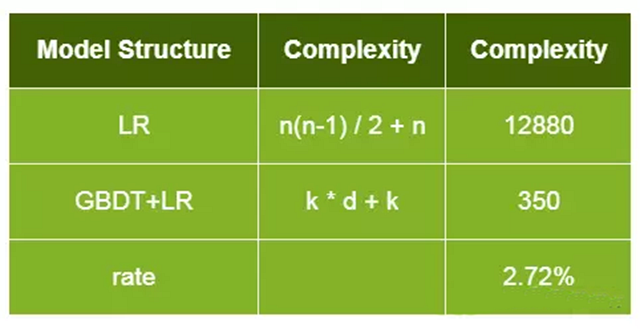 Model Structure Complexity Complexity
LR n(n-1) / 2 + n 12880
GBDT+LR k * d + k 350
rate 2.72%